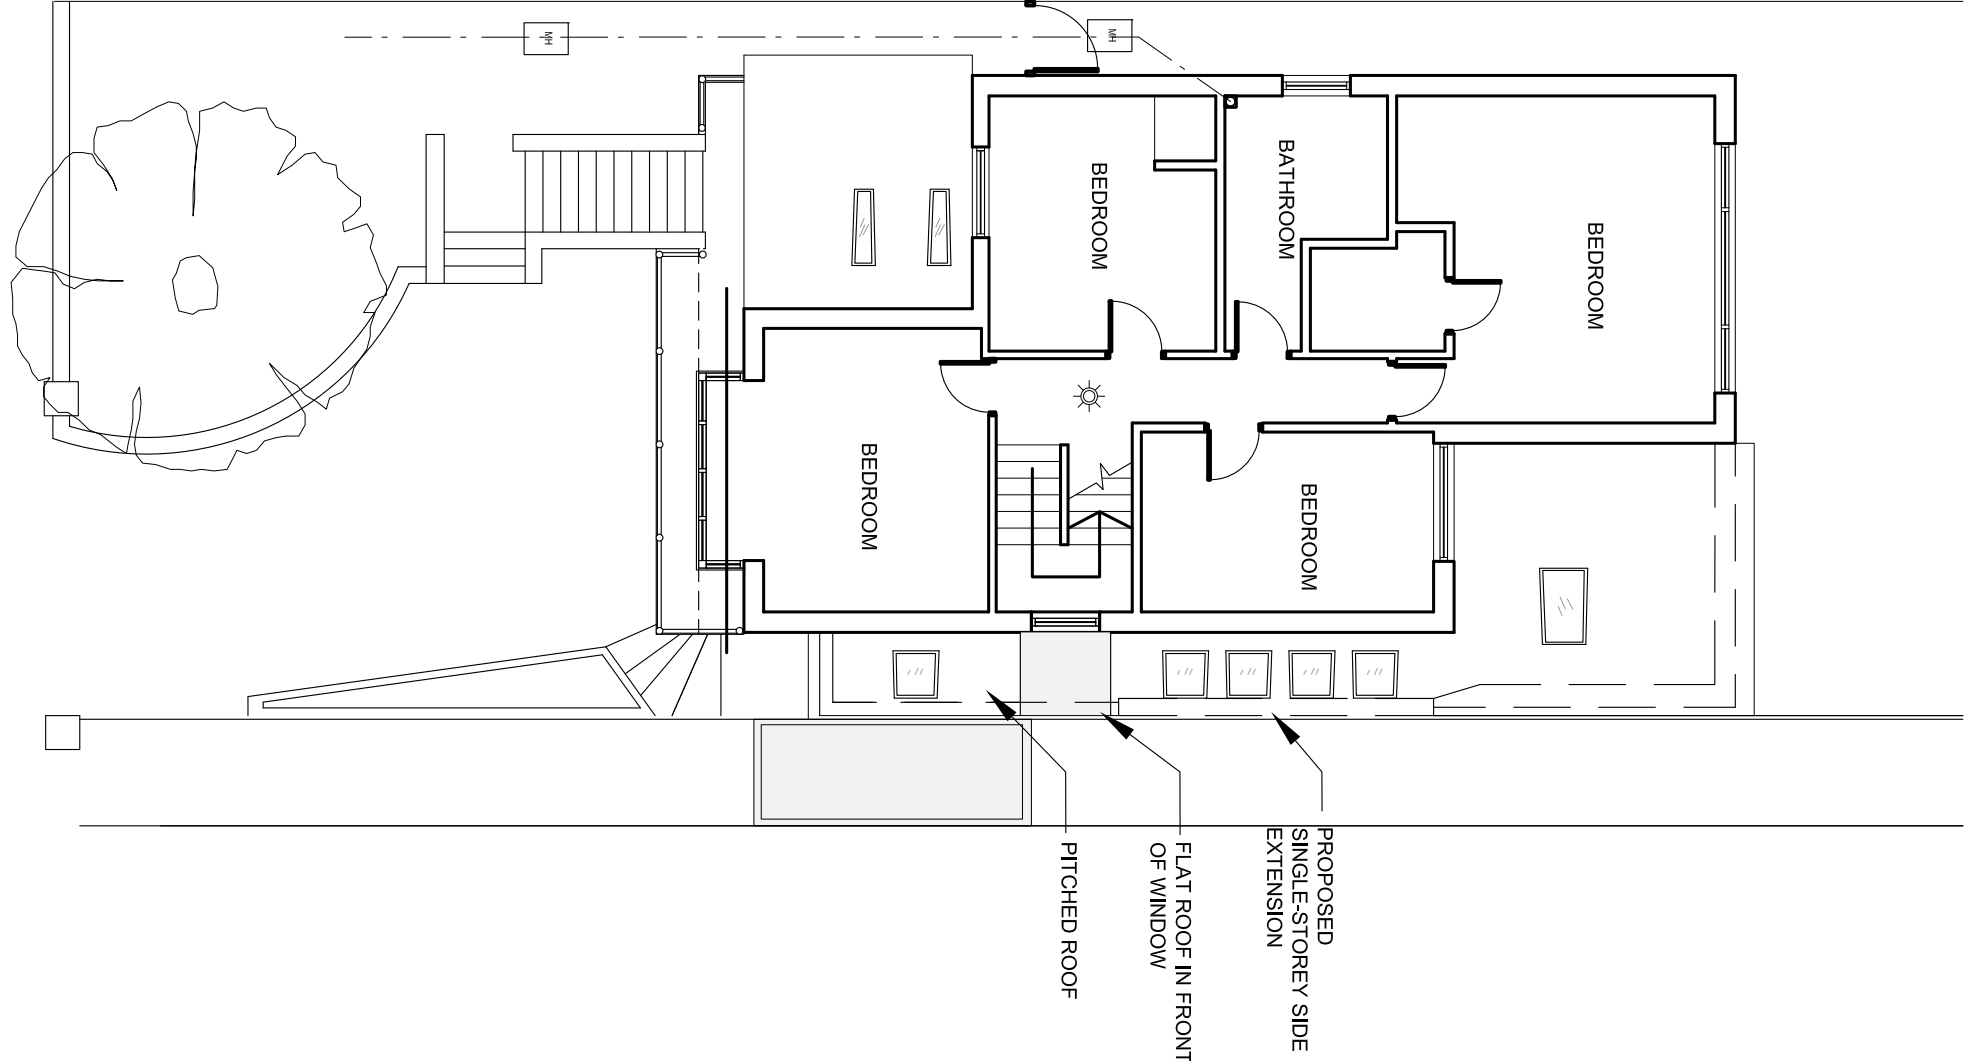 MH
MH
BEDROOM
BATHROOM
BEDROOM
BEDROOM
BEDROOM
PROPOSED
SINGLE-STOREY SIDE
EXTENSION
FLAT ROOF IN FRONT
OF WINDOW
PITCHED ROOF